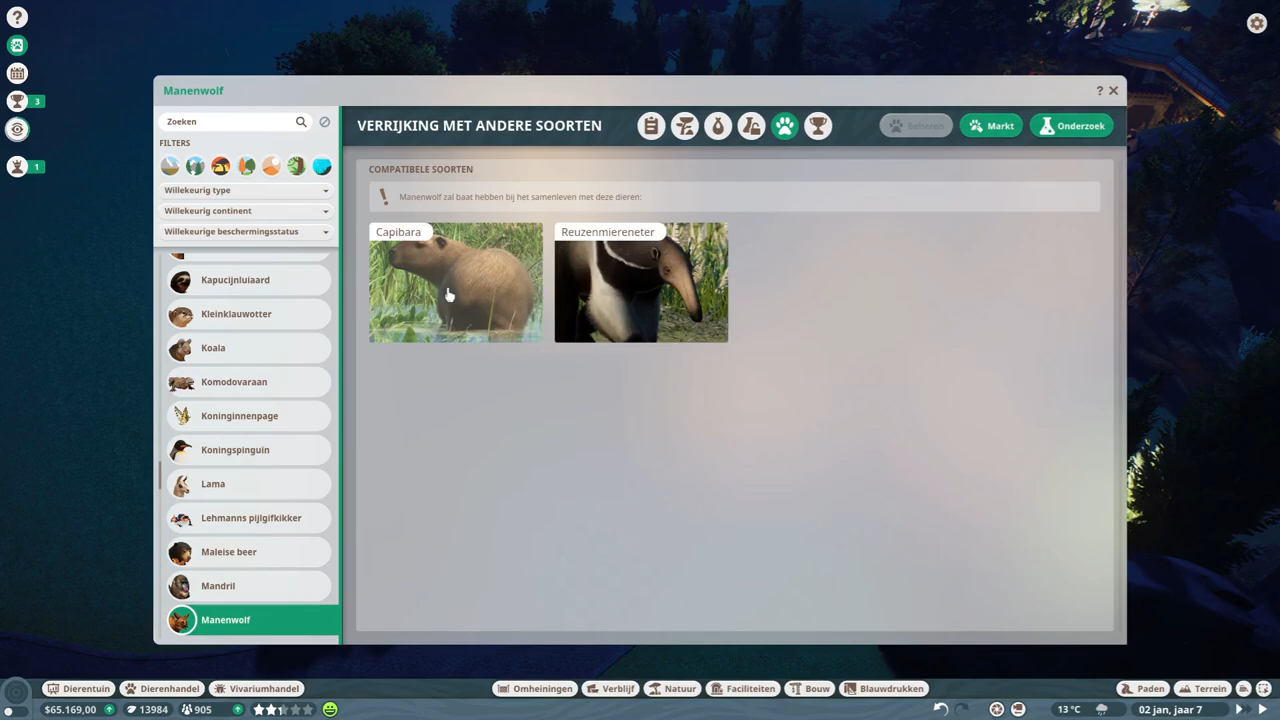 ?
3
1
Manenwolf
?
Zoeken
FILTERS
Willekeurig type
Willekeurig continent
Willekeurige beschermingsstatus
Kapucijnluiaard
Kleinklauwotter
Koala
Komodovaraan
Koninginnenpage
Koningspinguïn
Lama
Lehmanns pijlgifkikker
Maleise beer
Mandril
Manenwolf
VERRIJKING MET ANDERE SOORTEN
Beheren
Markt
Onderzoek
COMPATIBELE SOORTEN
Manenwolf zal baat hebben bij het samenleven met deze dieren:
Capibara
Reuzenmiereneter
Dierentuin
Dierenhandel
Vivariumhandel
Omheiningen
Verblijf
Natuur
Faciliteiten
Bouw
Blauwdrukken
Paden
Terrein
$65.169,00
13984
905
13 °C
02 jan, jaar 7